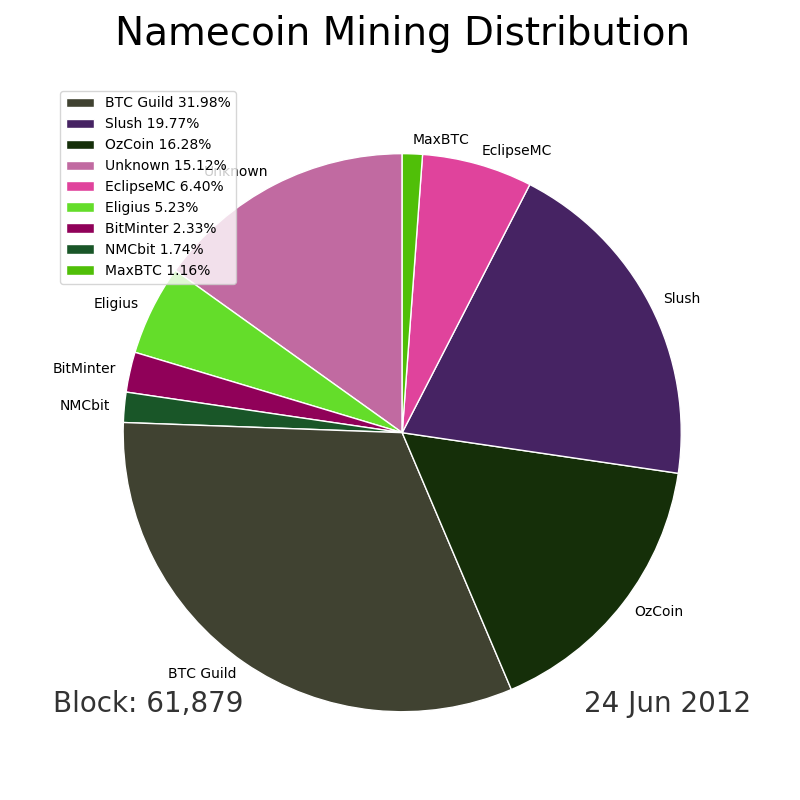 Namecoin Mining Distribution
BTC Guild 31.98%
Slush 19.77%
OzCoin 16.28%
Unknown 15.12%
EclipseMC 6.40%
Eligius 5.23%
BitMinter 2.33%
NMCbit 1.74%
MaxBTC 1.16%
MaxBTC
EclipseMC
Unknown
Slush
Eligius
BitMinter
NMCbit
OzCoin
BTC Guild
Block: 61,879
24 Jun 2012